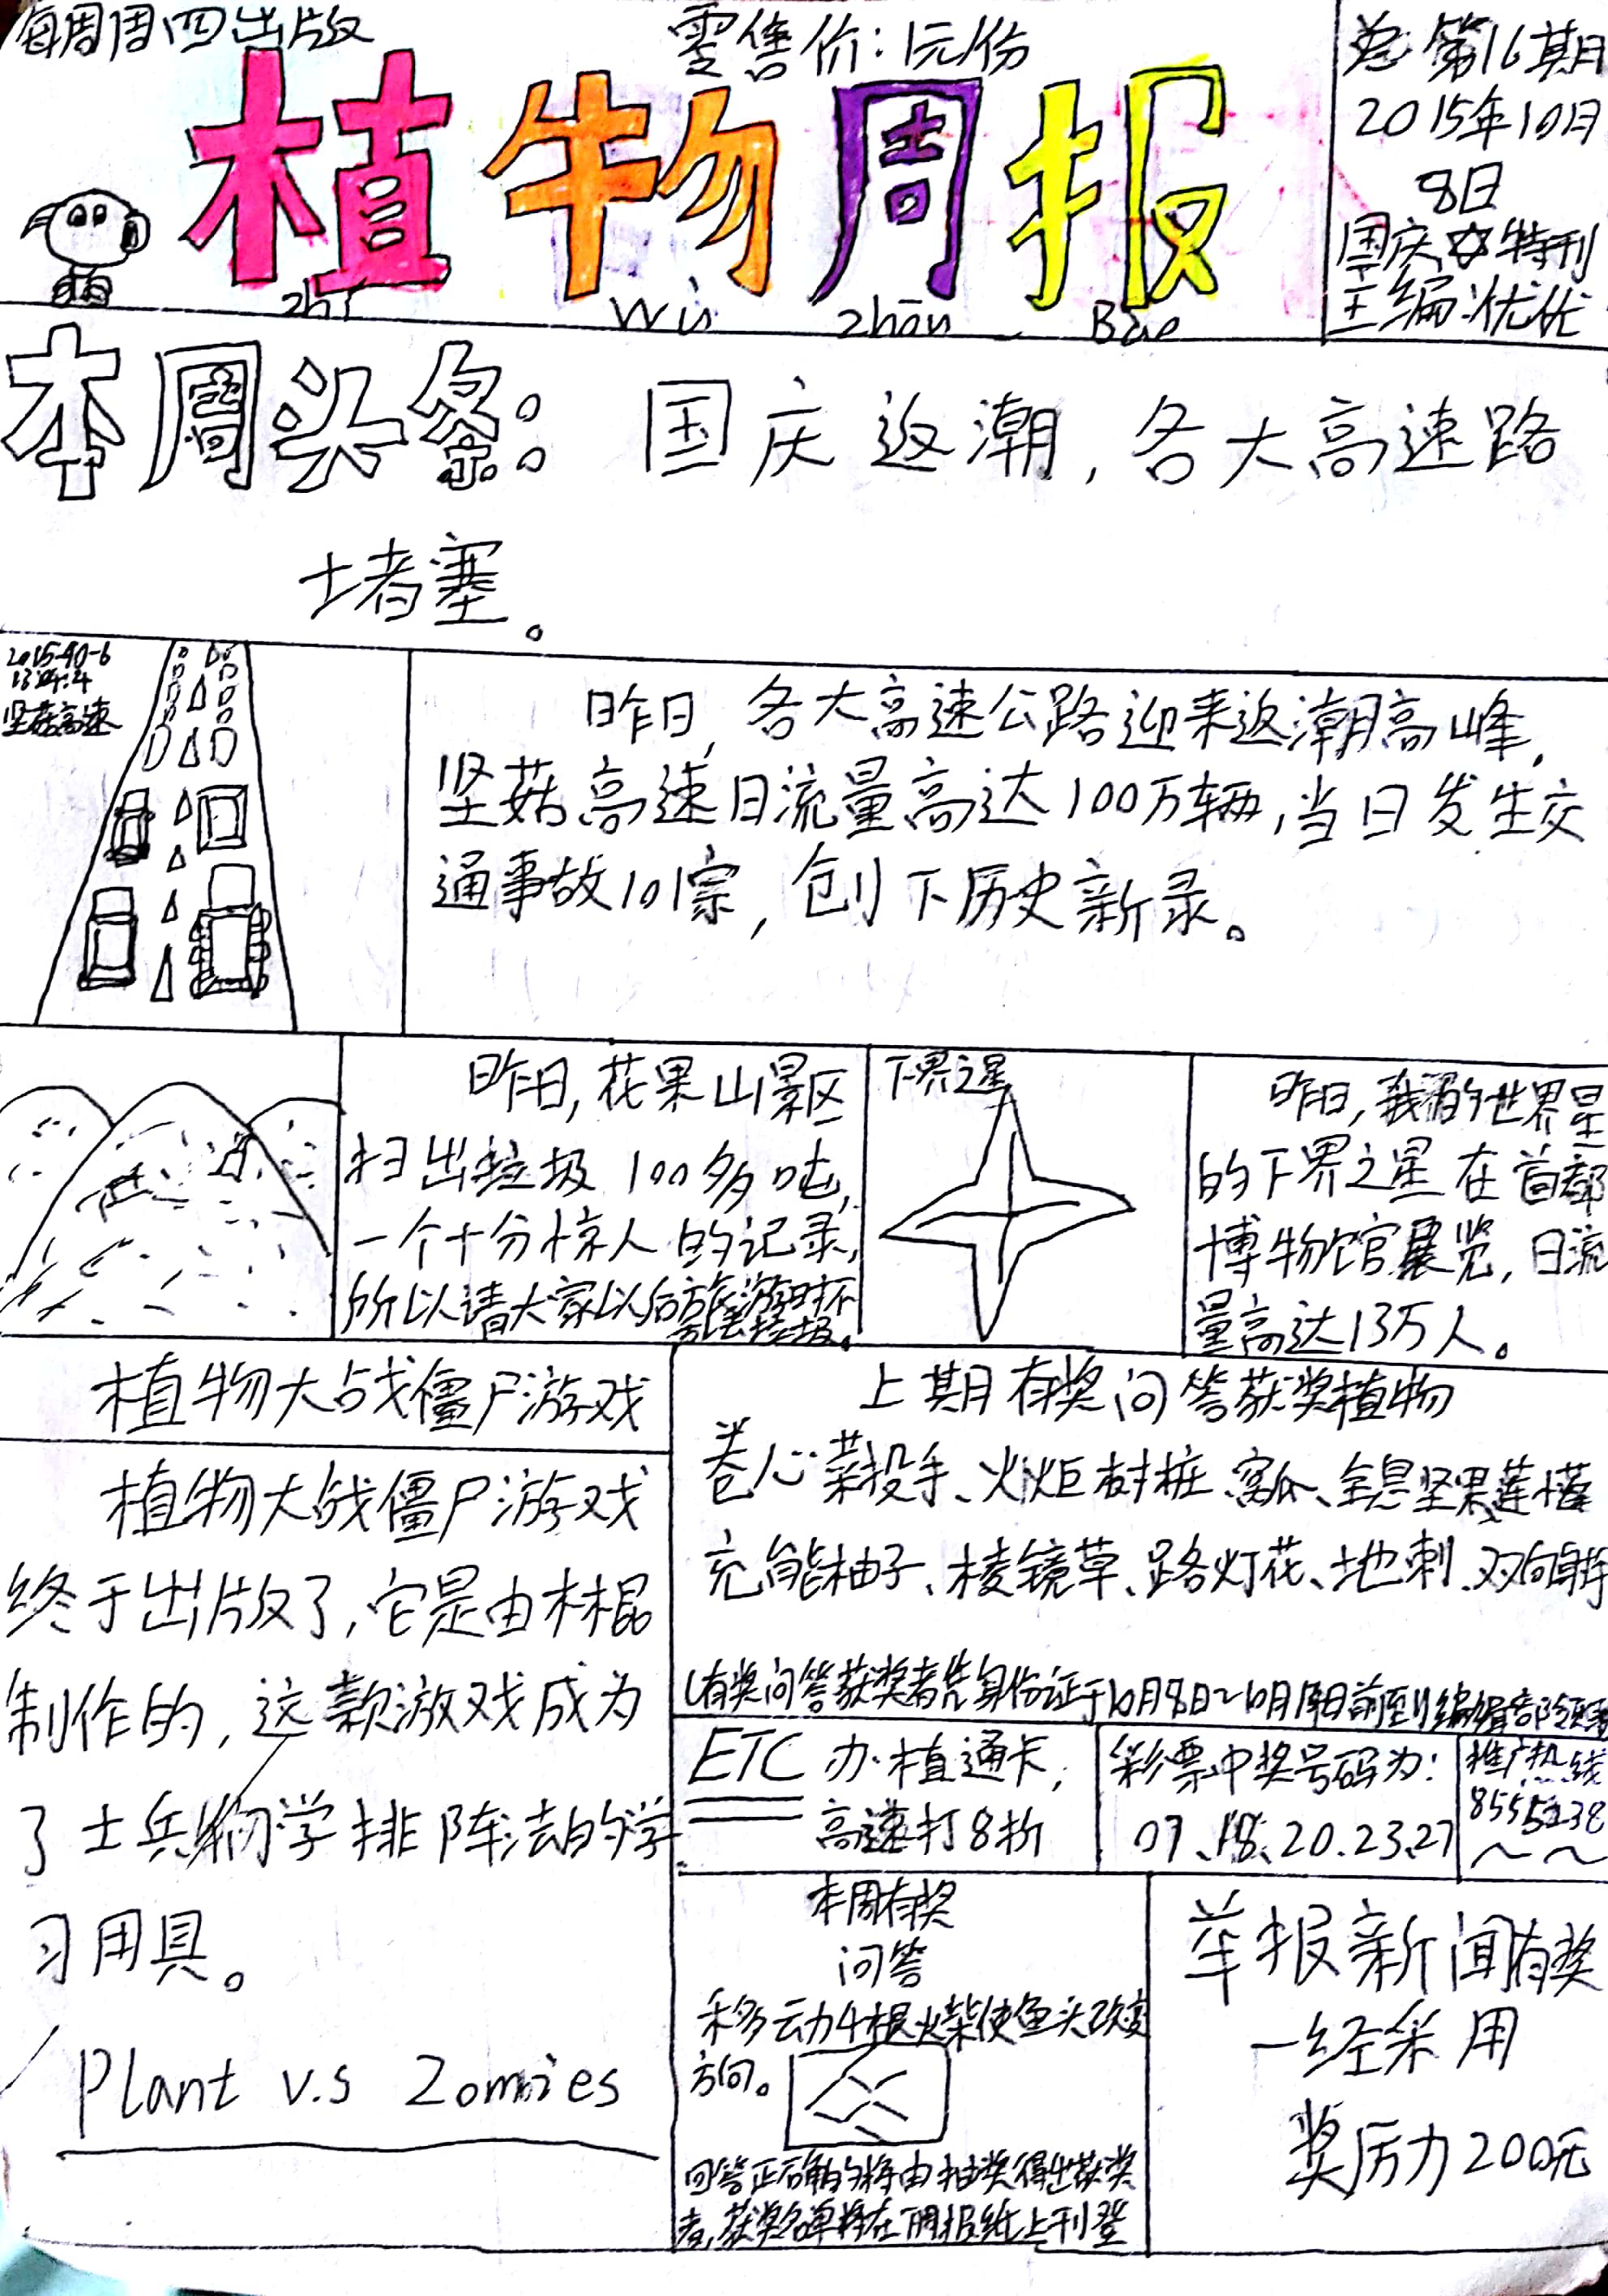 每周周四出版
零售价:1元/份
总第16期
2015年10月
8日
国庆✡特刊
主编:优优
植物周报
zhí Wù zhōu Bào
本周头条:国庆返潮,各大高速路
堵塞。
2015-10-6
坚菇高速
昨日,各大高速公路迎来返潮高峰,
坚菇高速日流量高达100万辆,当日发生交
通事故101宗,创下历史新录。
昨日,花果山景区
扫出垃圾100多吨,
一个十分惊人的记录,
所以请大家以后旅游时不
要丢垃圾。
下界之星
昨日,我的世界星
的下界之星在首都
博物馆展览,日流
量高达13万人。
植物大战僵尸游戏
植物大战僵尸游戏
终于出版了,它是由木棍
制作的,这款游戏成为
了士兵们学排阵法的学
习用具。
Plant v.s Zomies
上期有奖问答获奖植物
卷心菜投手、火炬树桩、窝瓜、全息坚果、莲蓬
充能柚子、棱镜草、路灯花、地刺、双向射手
(有奖问答获奖者凭身份证于10月8日~10月14日前到编辑部领奖
ETC 办植通卡,
高速打8折
彩票中奖号码为:
07、18、20、23、27
推广热线
85555238
本周有奖
问答
移动4根火柴使鱼头改变
方向。
回答正确的将由抽奖得出获奖
者,获奖名单将在下周报纸上刊登
举报新闻有奖
一经采用
奖厉力200元